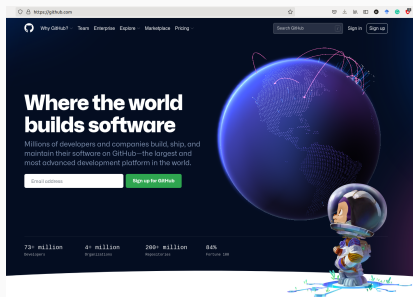 https://github.com
Why GitHub? Team Enterprise Explore Marketplace Pricing
Search GitHub
Sign in
Sign up
Where the world
builds software
Millions of developers and companies build, ship, and
maintain their software on GitHub—the largest and
most advanced development platform in the world.
Email address
Sign up for GitHub
73+ million
4+ million
200+ million
84%
Developers
Organizations
Repositories
Fortune 100